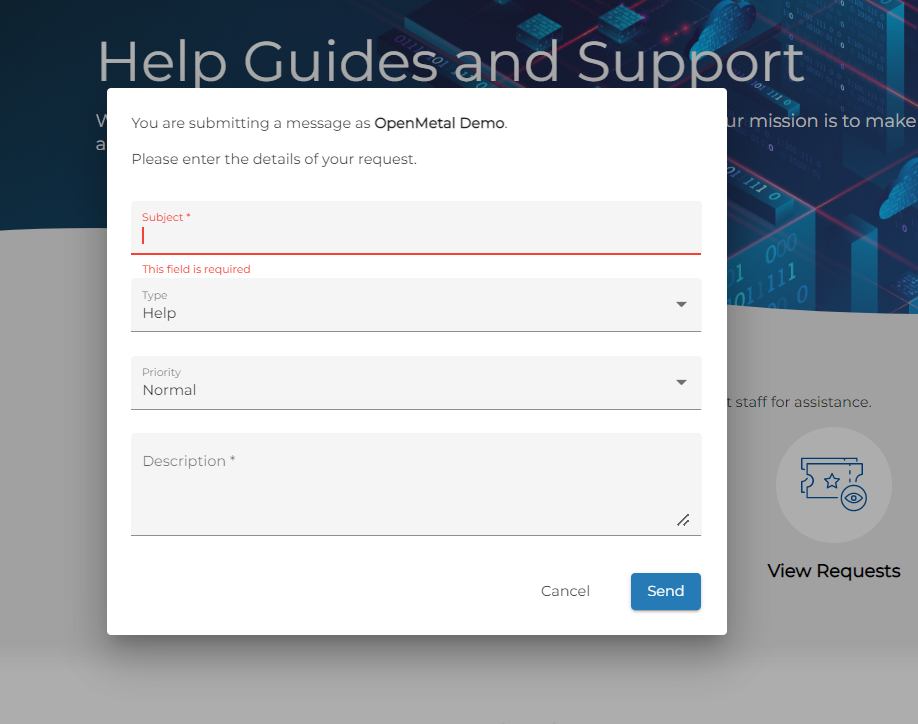 Help Guides and Support
W
ur mission is to make
a
You are submitting a message as OpenMetal Demo.
Please enter the details of your request.
Subject *
This field is required
Type
Help
Priority
Normal
t staff for assistance.
Description *
View Requests
Cancel
Send